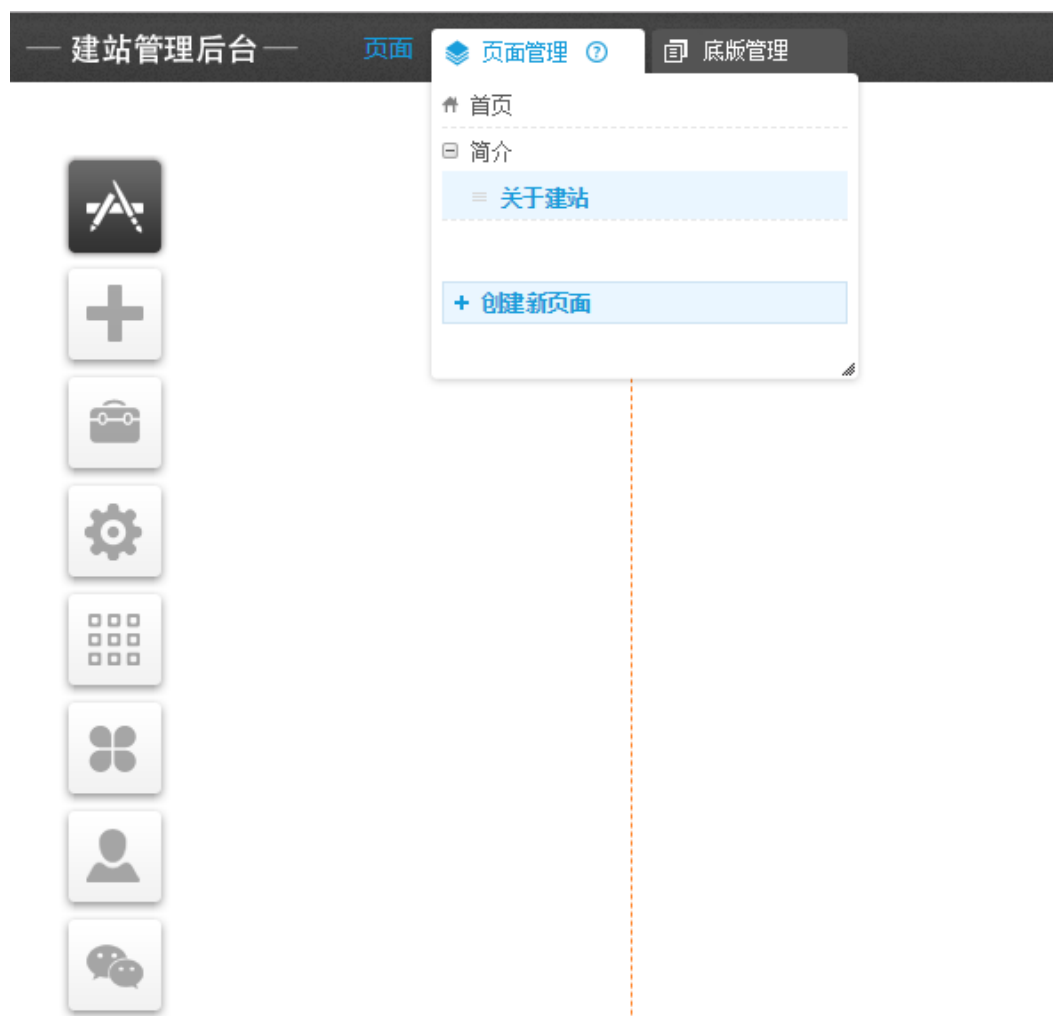 — 建站管理后台 — 页面 页面管理 ? 底版管理
首页
简介
关于建站
+ 创建新页面